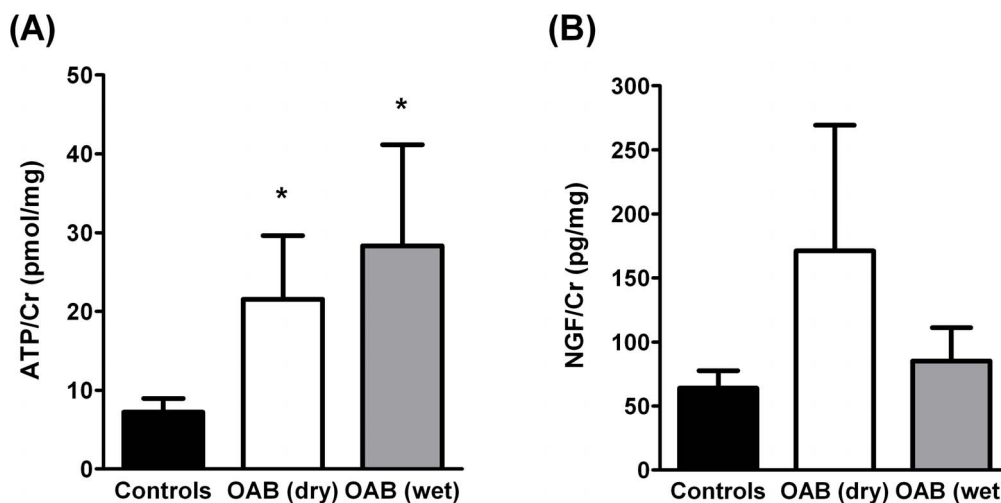 (A)
ATP/Cr (pmol/mg)
50
40
30
20
10
0
*
*
Controls OAB (dry) OAB (wet)
(B)
NGF/Cr (pg/mg)
300
250
200
150
100
50
0
Controls OAB (dry) OAB (wet